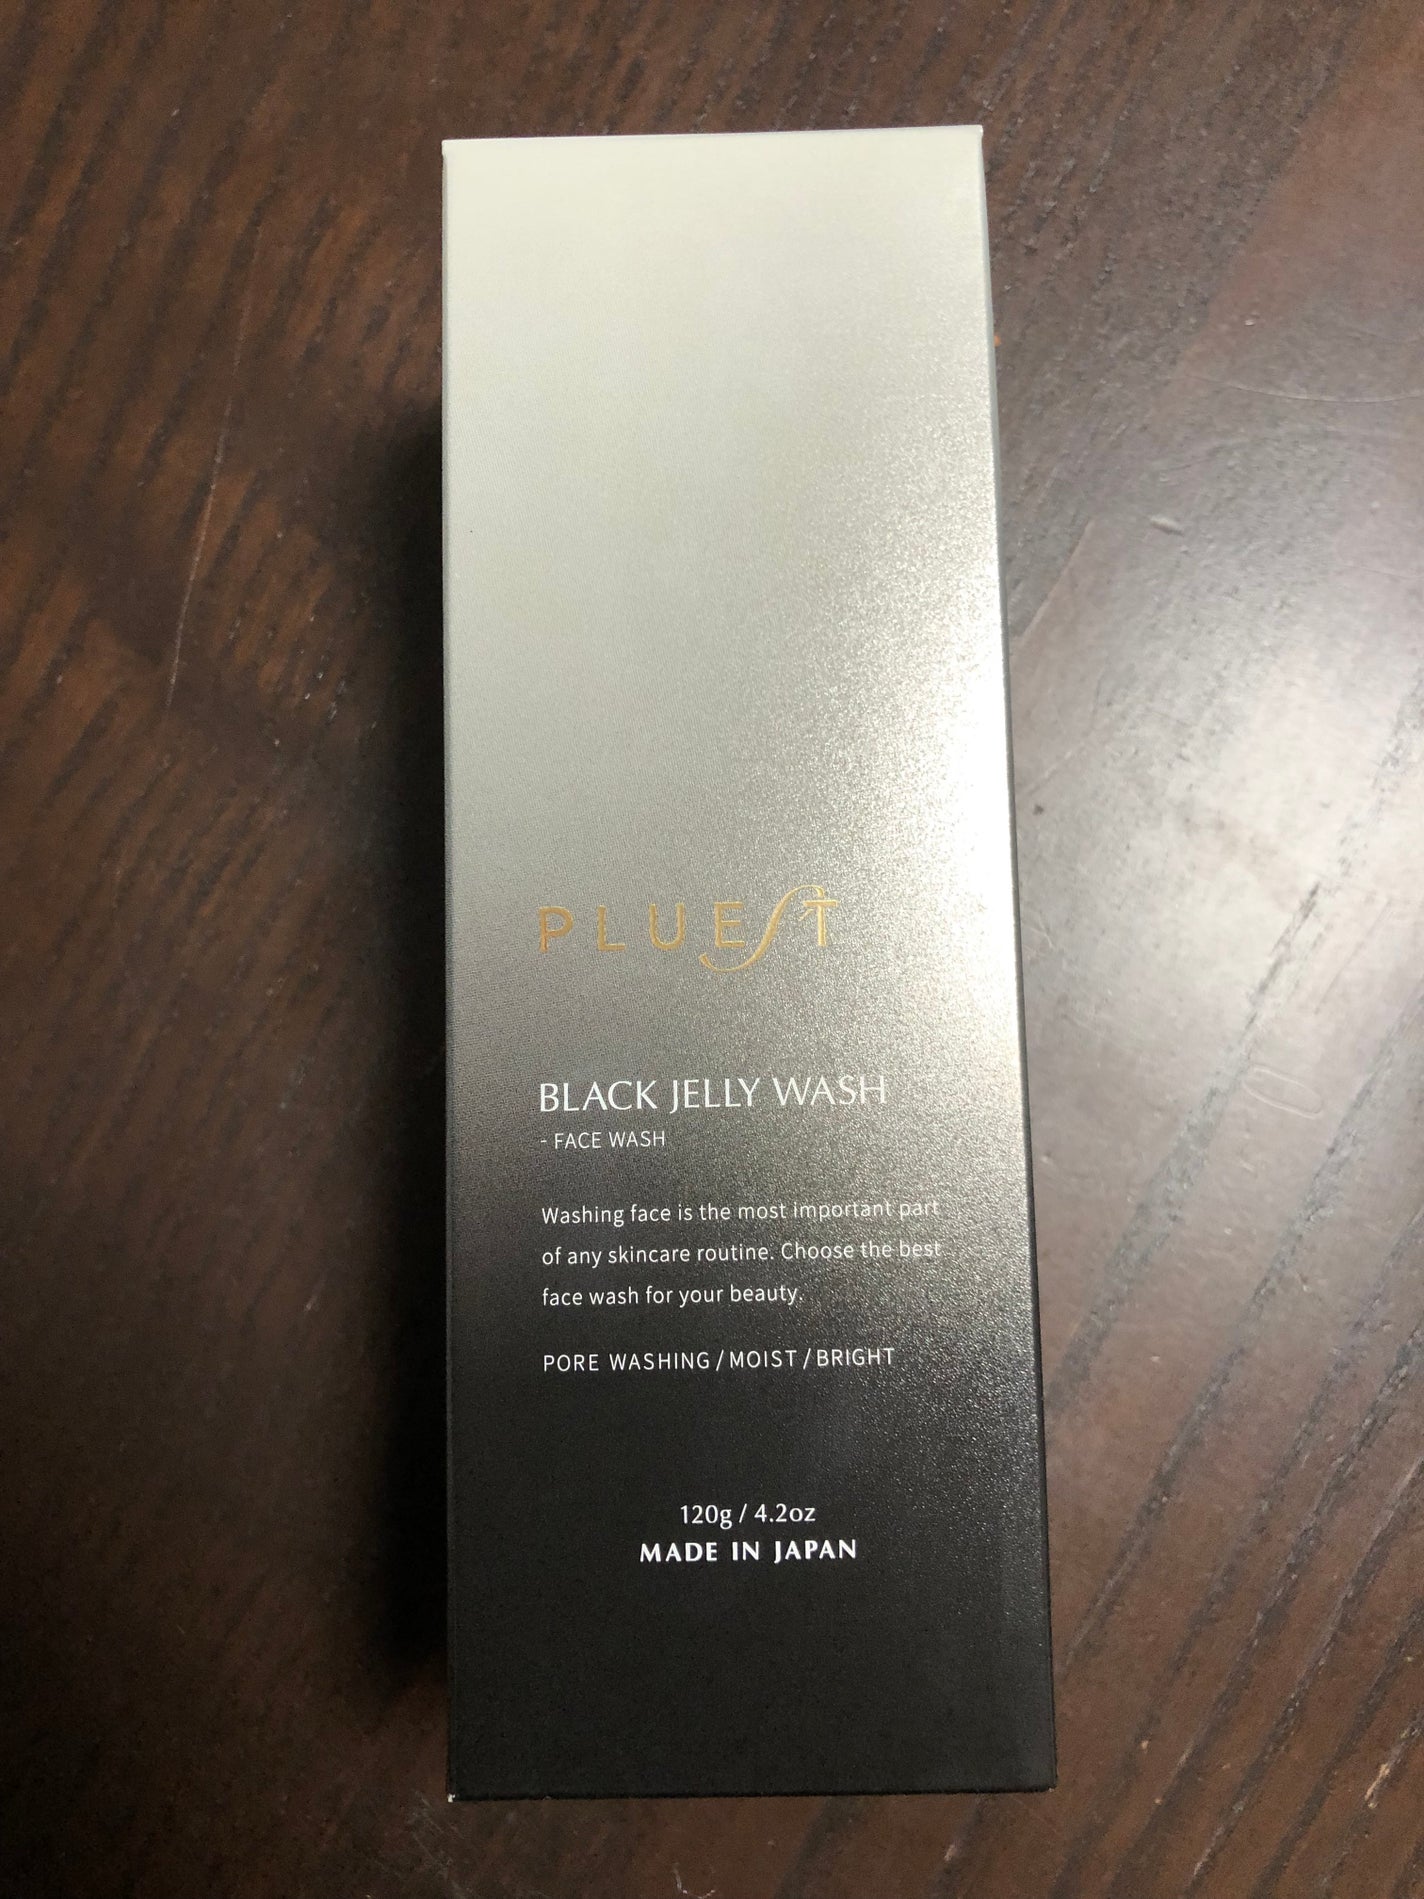 PLUEST
BLACK JELLY WASH
- FACE WASH
Washing face is the most important part
of any skincare routine. Choose the best
face wash for your beauty.
PORE WASHING / MOIST / BRIGHT
120g / 4.2oz
MADE IN JAPAN